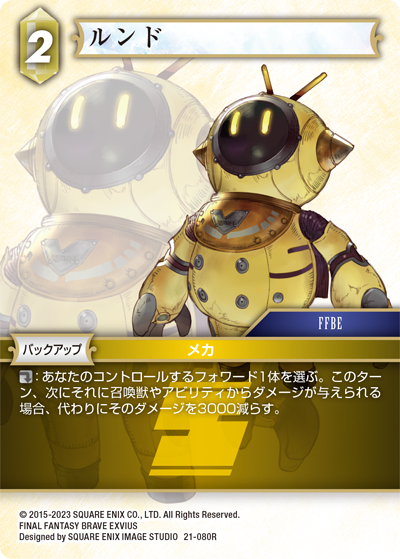 2
ルンド
FFBE
バックアップ
メカ
：あなたのコントロールするフォワード1体を選ぶ。このター
ン、次にそれに召喚獣やアビリティからダメージが与えられる
場合、代わりにそのダメージを3000減らす。
© 2015-2023 SQUARE ENIX CO., LTD. All Rights Reserved.
FINAL FANTASY BRAVE EXVIUS
Designed by SQUARE ENIX IMAGE STUDIO 21-080R